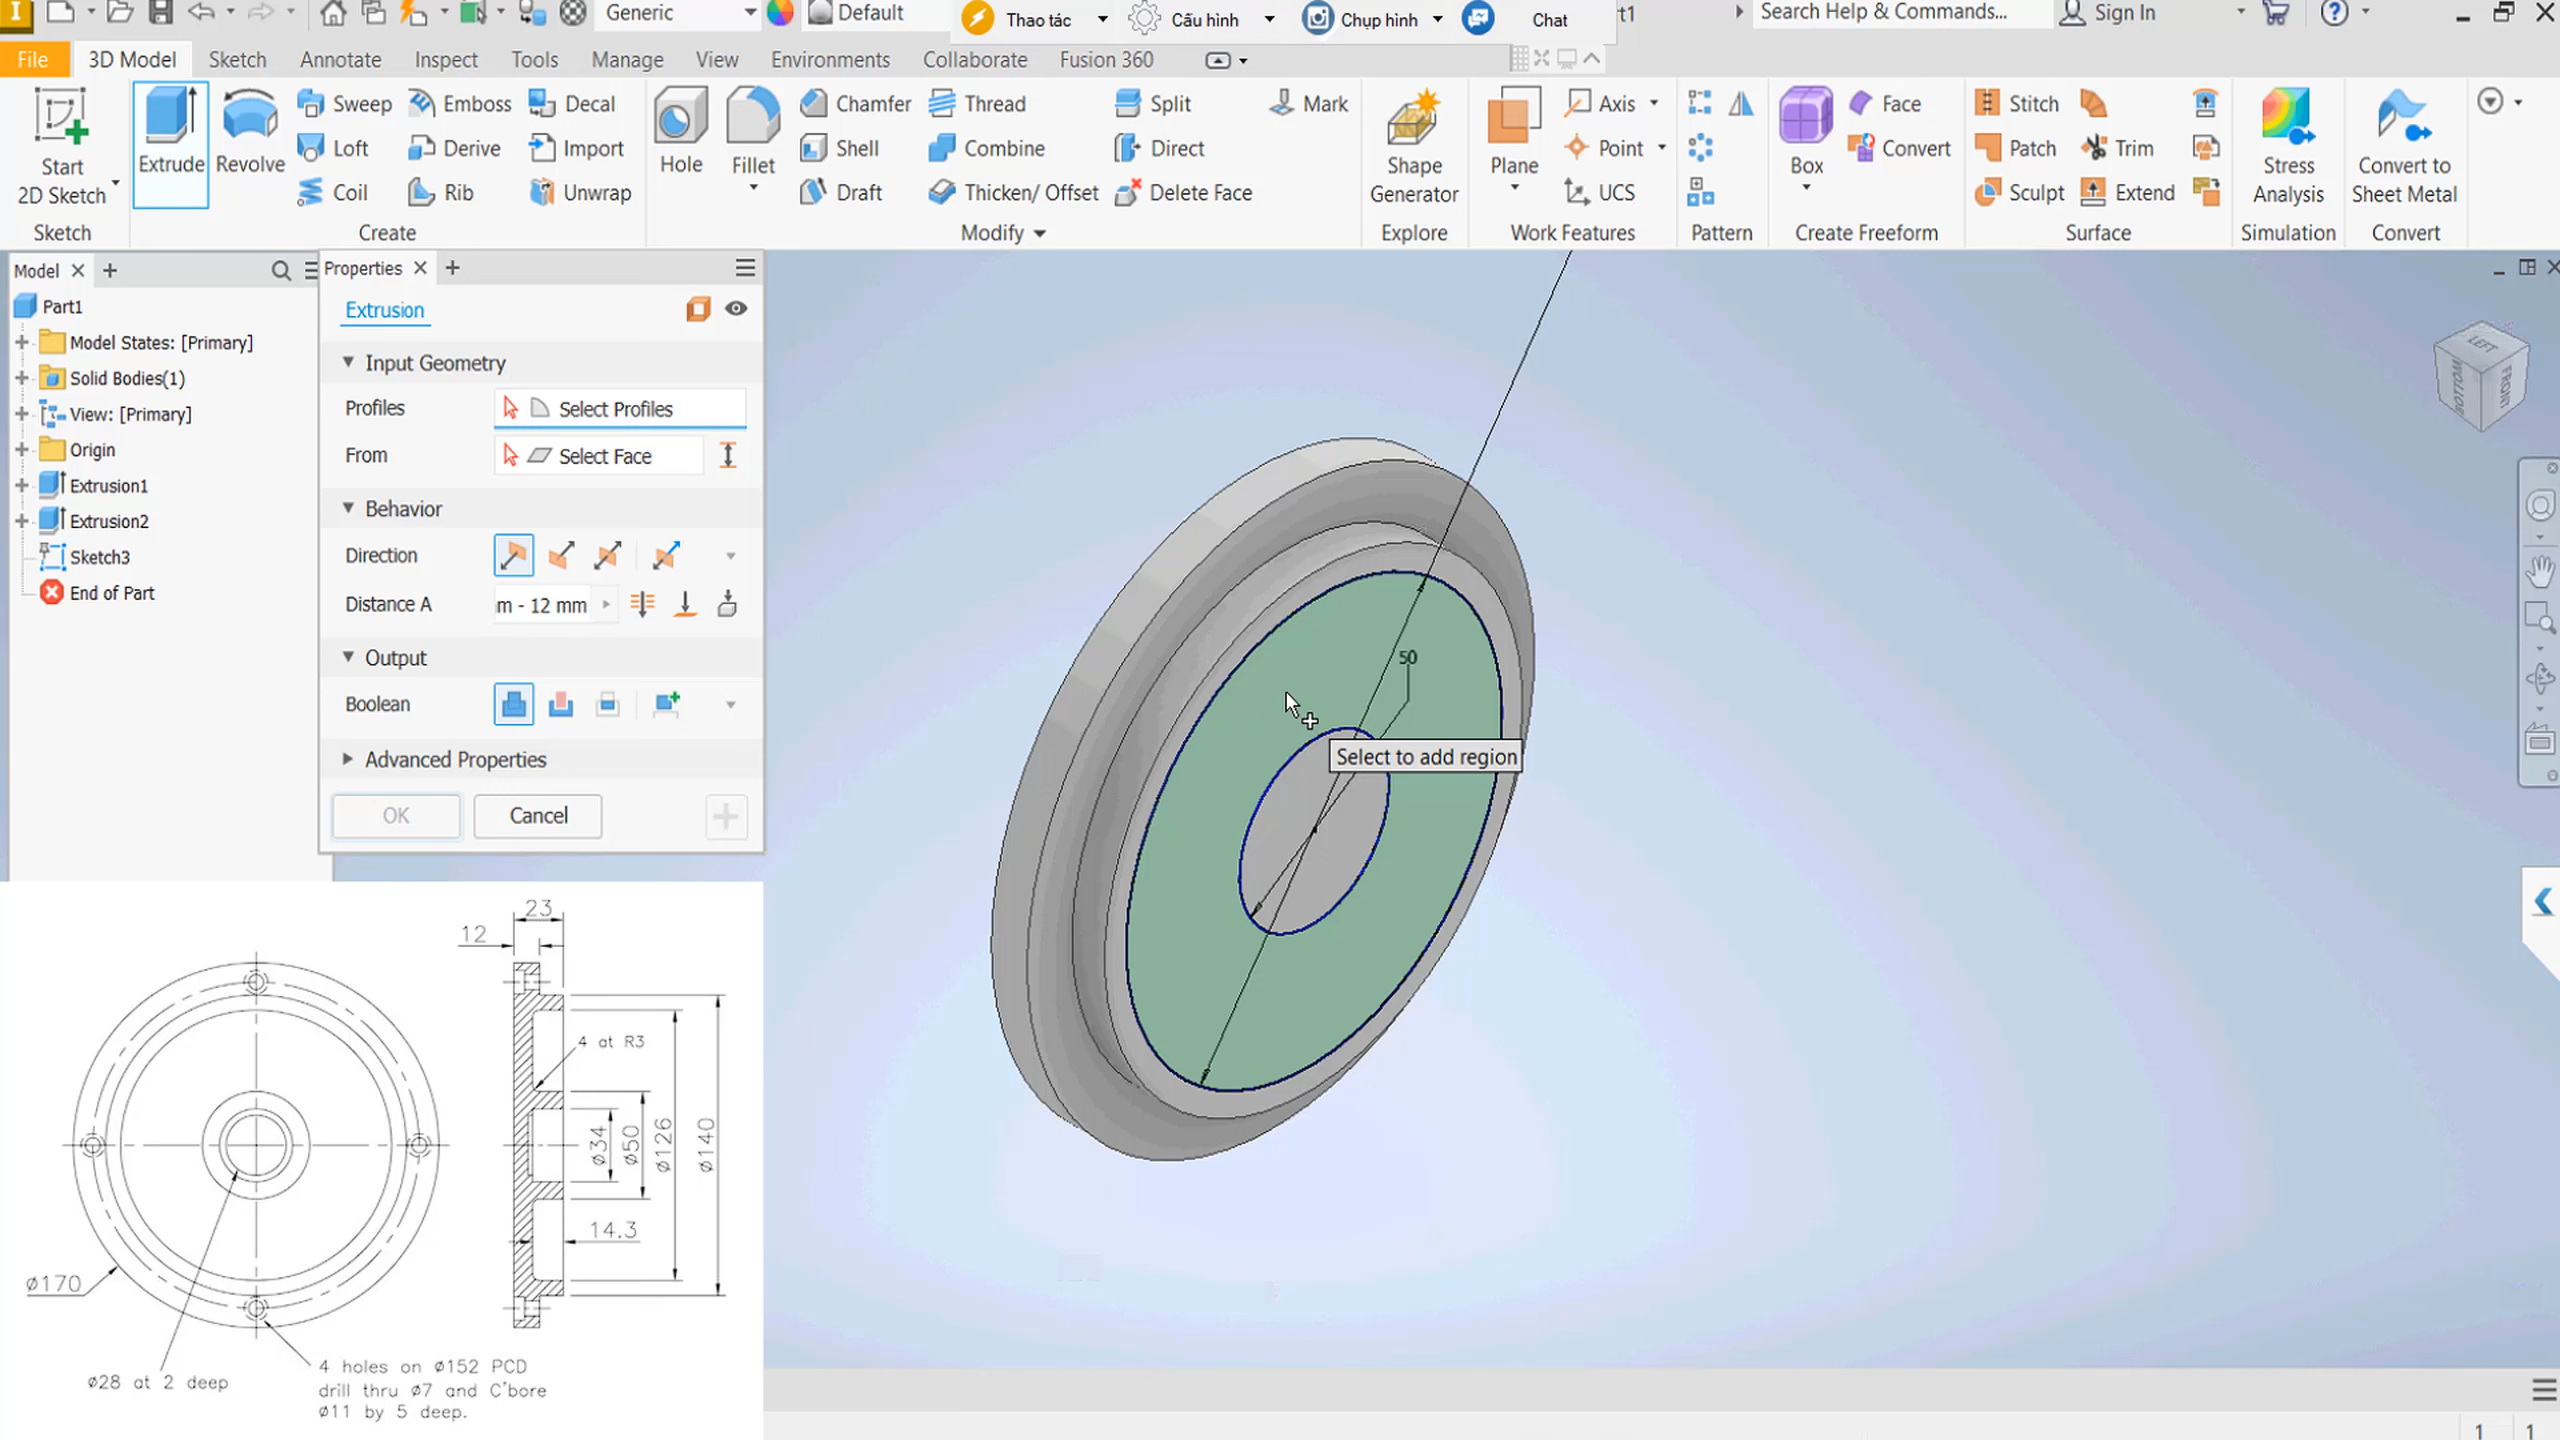 I
Generic
Default
Thao tác
Cấu hình
Chụp hình
Chat
t1
Search Help & Commands...
Sign In
File
3D Model
Sketch
Annotate
Inspect
Tools
Manage
View
Environments
Collaborate
Fusion 360
Start
2D Sketch
Extrude
Revolve
Sweep
Loft
Coil
Emboss
Derive
Rib
Decal
Import
Unwrap
Hole
Fillet
Chamfer
Shell
Draft
Thread
Combine
Thicken/ Offset
Split
Direct
Delete Face
Mark
Shape
Generator
Plane
Axis
Point
UCS
Box
Face
Convert
Stitch
Patch
Sculpt
Trim
Extend
Stress
Analysis
Convert to
Sheet Metal
Sketch
Create
Modify
Explore
Work Features
Pattern
Create Freeform
Surface
Simulation
Convert
Model
Part1
Model States: [Primary]
Solid Bodies(1)
View: [Primary]
Origin
Extrusion1
Extrusion2
Sketch3
End of Part
Properties
Extrusion
Input Geometry
Profiles
Select Profiles
From
Select Face
Behavior
Direction
Distance A
m - 12 mm
Output
Boolean
Advanced Properties
OK
Cancel
50
Select to add region
LEFT
FRONT
BOTTOM
23
12
4 at R3
ø34
ø50
ø126
ø140
14.3
ø170
ø28 at 2 deep
4 holes on ø152 PCD
drill thru ø7 and C'bore
ø11 by 5 deep.
1
1